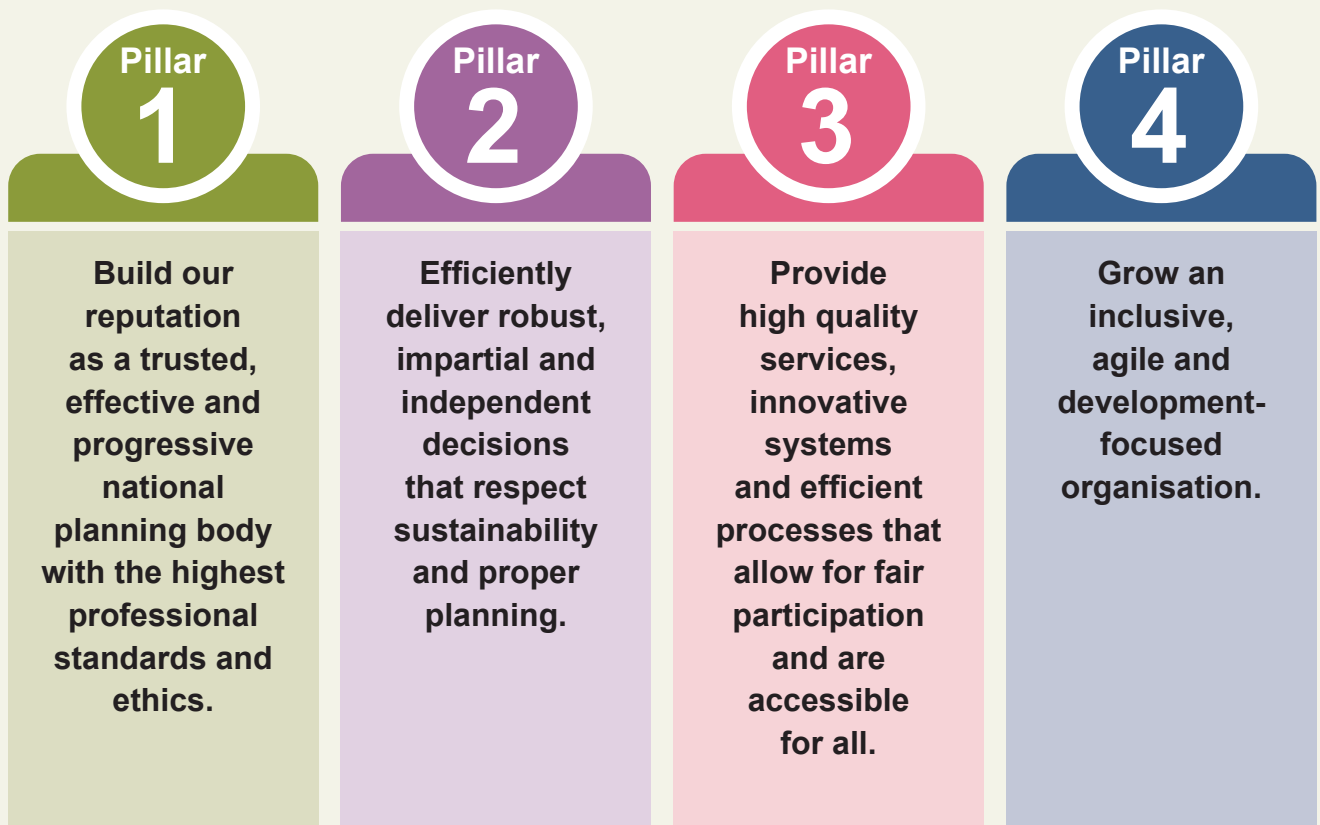 Pillar
1
Build our
reputation
as a trusted,
effective and
progressive
national
planning body
with the highest
professional
standards and
ethics.
Pillar
2
Efficiently
deliver robust,
impartial and
independent
decisions
that respect
sustainability
and proper
planning.
Pillar
3
Provide
high quality
services,
innovative
systems
and efficient
processes that
allow for fair
participation
and are
accessible
for all.
Pillar
4
Grow an
inclusive,
agile and
development-
focused
organisation.